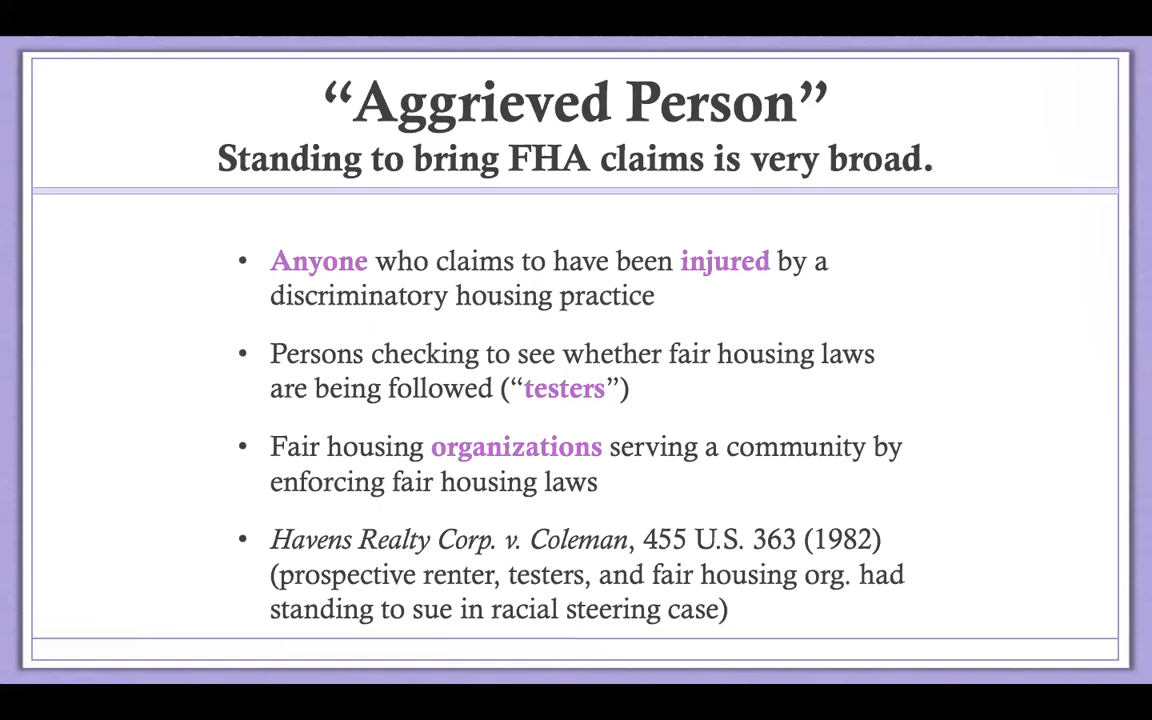 “Aggrieved Person”
Standing to bring FHA claims is very broad.
• Anyone who claims to have been injured by a
discriminatory housing practice
• Persons checking to see whether fair housing laws
are being followed (“testers”)
• Fair housing organizations serving a community by
enforcing fair housing laws
• Havens Realty Corp. v. Coleman, 455 U.S. 363 (1982)
(prospective renter, testers, and fair housing org. had
standing to sue in racial steering case)